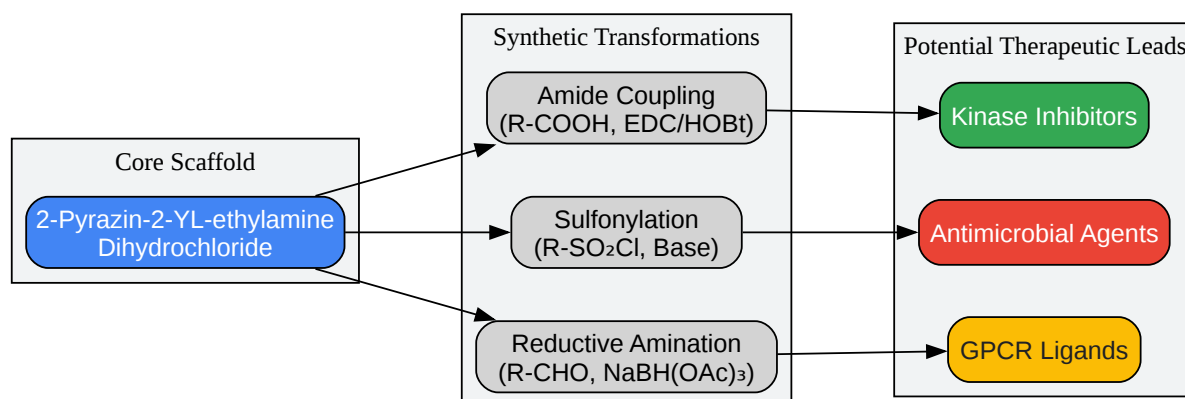 Core Scaffold
2-Pyrazin-2-YL-ethylamine
Dihydrochloride
Synthetic Transformations
Amide Coupling
(R-COOH, EDC/HOBt)
Sulfonylation
(R-SO₂Cl, Base)
Reductive Amination
(R-CHO, NaBH(OAc)₃)
Potential Therapeutic Leads
Kinase Inhibitors
Antimicrobial Agents
GPCR Ligands